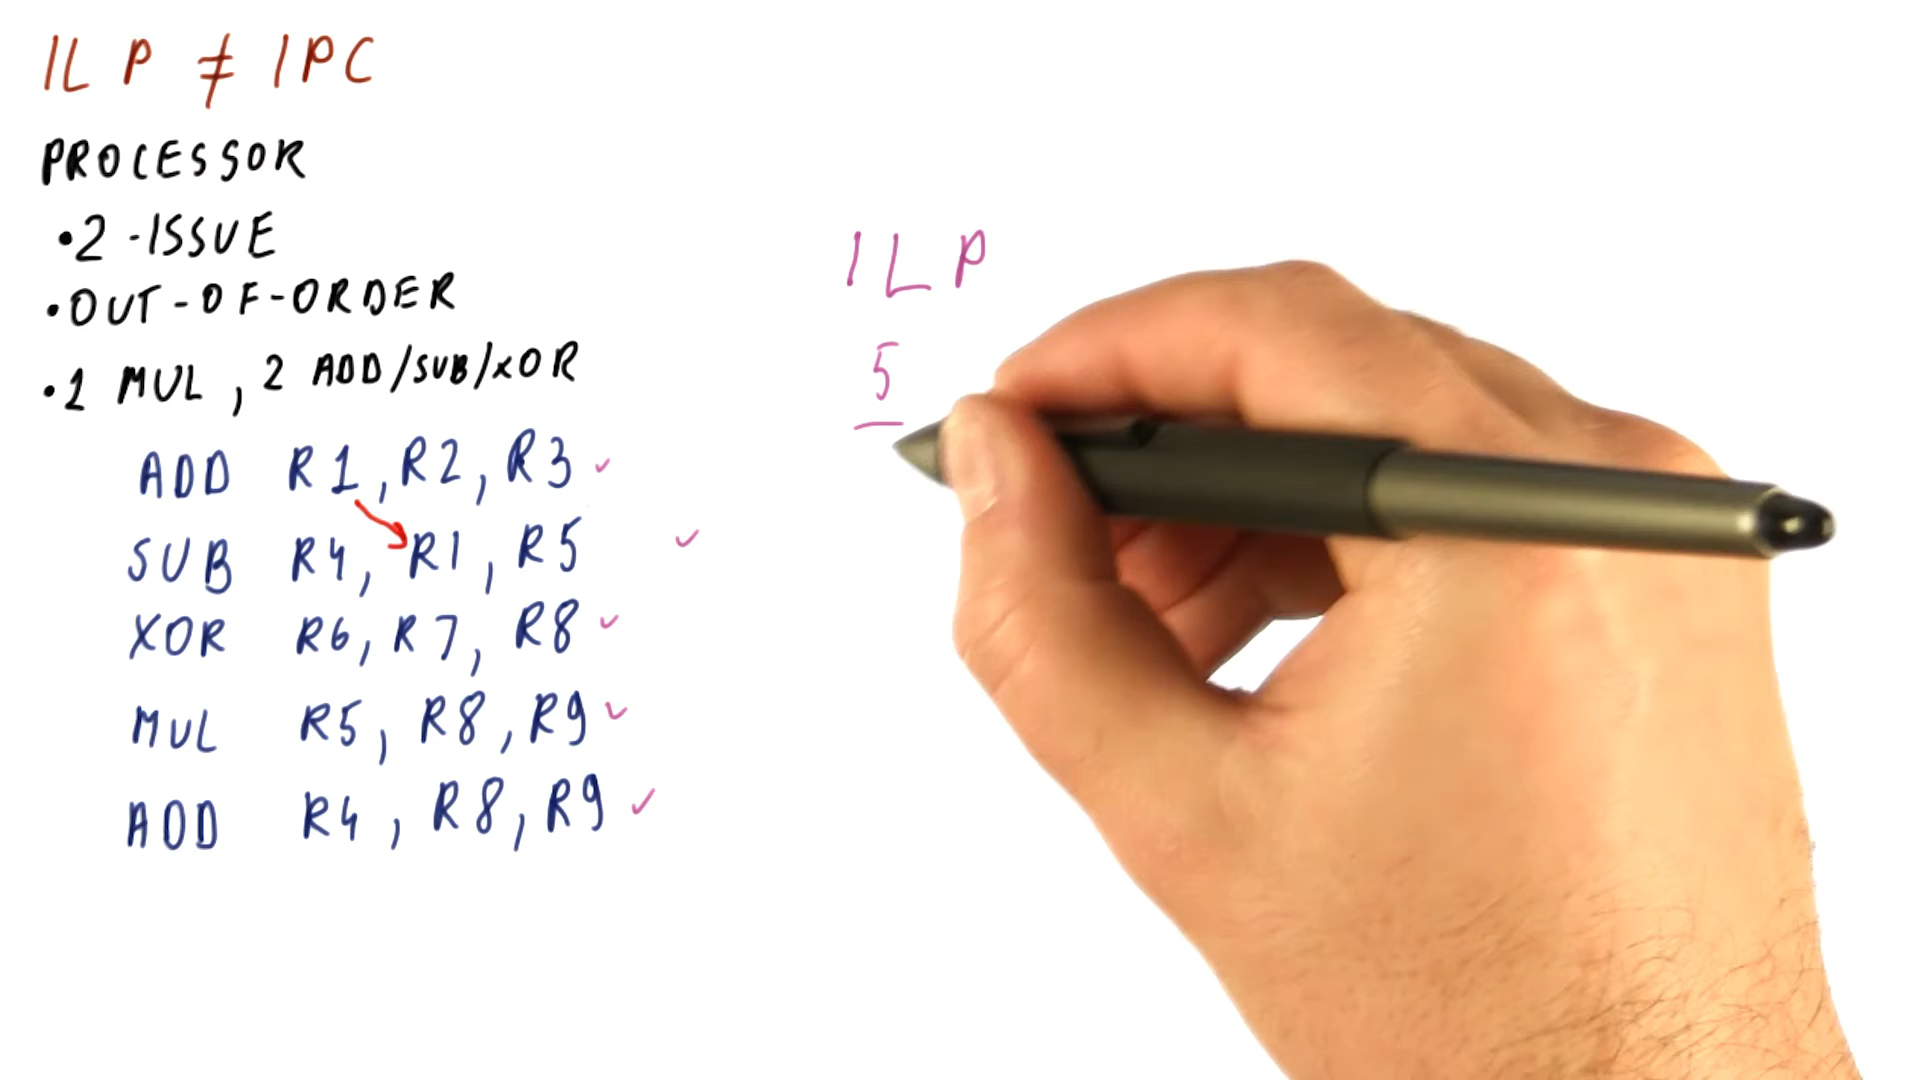 ILP ≠ IPC
PROCESSOR
• 2-ISSUE
• OUT-OF-ORDER
• 1 MUL, 2 ADD/SUB/XOR
ADD R1, R2, R3 ✓
SUB R4, R1, R5 ✓
XOR R6, R7, R8 ✓
MUL R5, R8, R9 ✓
ADD R4, R8, R9 ✓
ILP
5